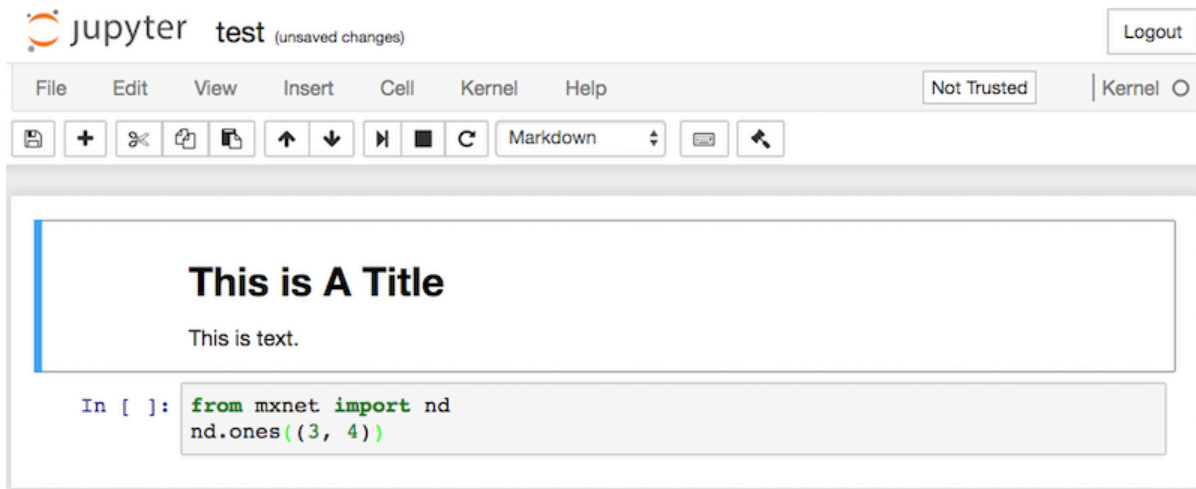 jupyter test (unsaved changes) Logout
File Edit View Insert Cell Kernel Help Not Trusted Kernel
Markdown
This is A Title
This is text.
In [ ]: from mxnet import nd
nd.ones((3, 4))